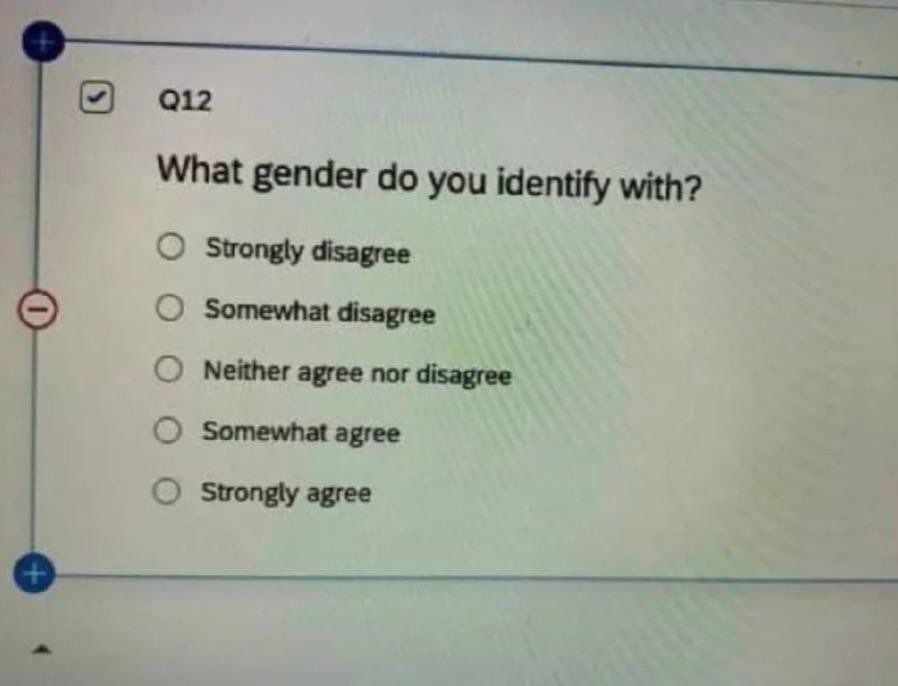 Q12
What gender do you identify with?
Strongly disagree
Somewhat disagree
Neither agree nor disagree
Somewhat agree
Strongly agree